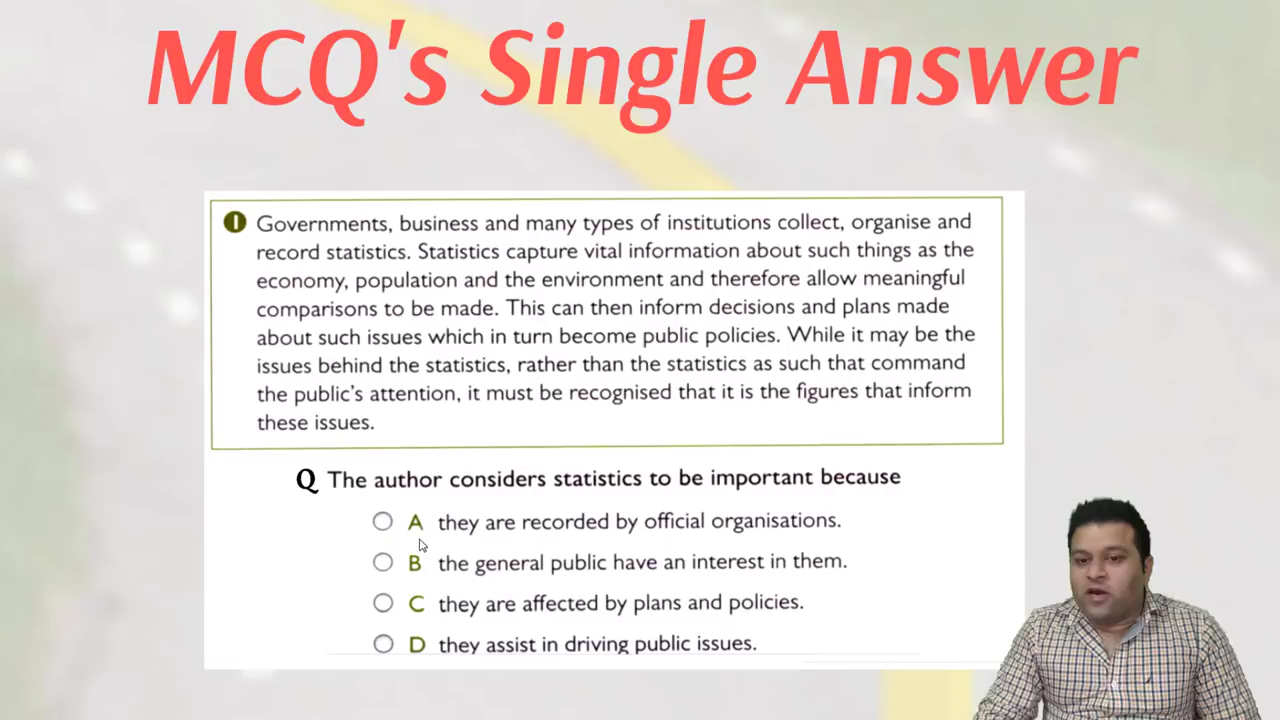 MCQ's Single Answer
1 Governments, business and many types of institutions collect, organise and
record statistics. Statistics capture vital information about such things as the
economy, population and the environment and therefore allow meaningful
comparisons to be made. This can then inform decisions and plans made
about such issues which in turn become public policies. While it may be the
issues behind the statistics, rather than the statistics as such that command
the public's attention, it must be recognised that it is the figures that inform
these issues.
Q The author considers statistics to be important because
A they are recorded by official organisations.
B the general public have an interest in them.
C they are affected by plans and policies.
D they assist in driving public issues.